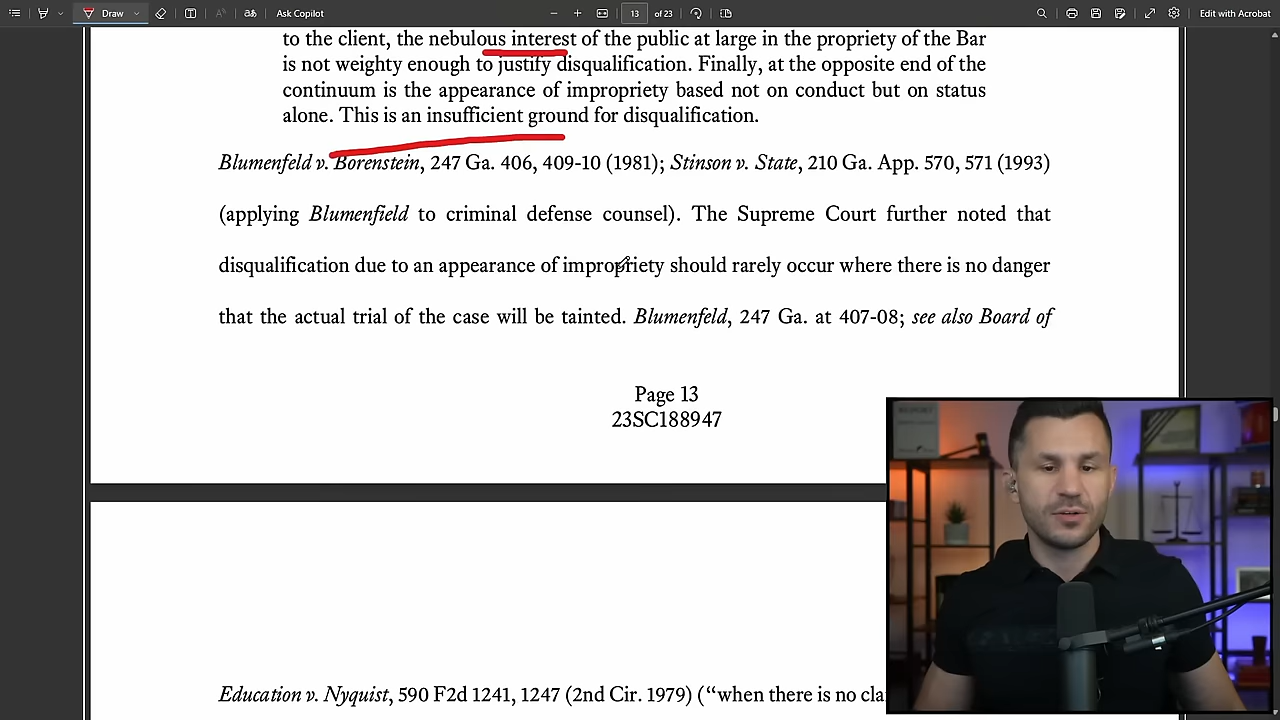 Draw
Ask Copilot
13 of 23
Edit with Acrobat
to the client, the nebulous interest of the public at large in the propriety of the Bar
is not weighty enough to justify disqualification. Finally, at the opposite end of the
continuum is the appearance of impropriety based not on conduct but on status
alone. This is an insufficient ground for disqualification.
Blumenfeld v. Borenstein, 247 Ga. 406, 409-10 (1981); Stinson v. State, 210 Ga. App. 570, 571 (1993)
(applying Blumenfield to criminal defense counsel). The Supreme Court further noted that
disqualification due to an appearance of impropriety should rarely occur where there is no danger
that the actual trial of the case will be tainted. Blumenfeld, 247 Ga. at 407-08; see also Board of
Page 13
23SC188947
Education v. Nyquist, 590 F2d 1241, 1247 (2nd Cir. 1979) (“when there is no cla